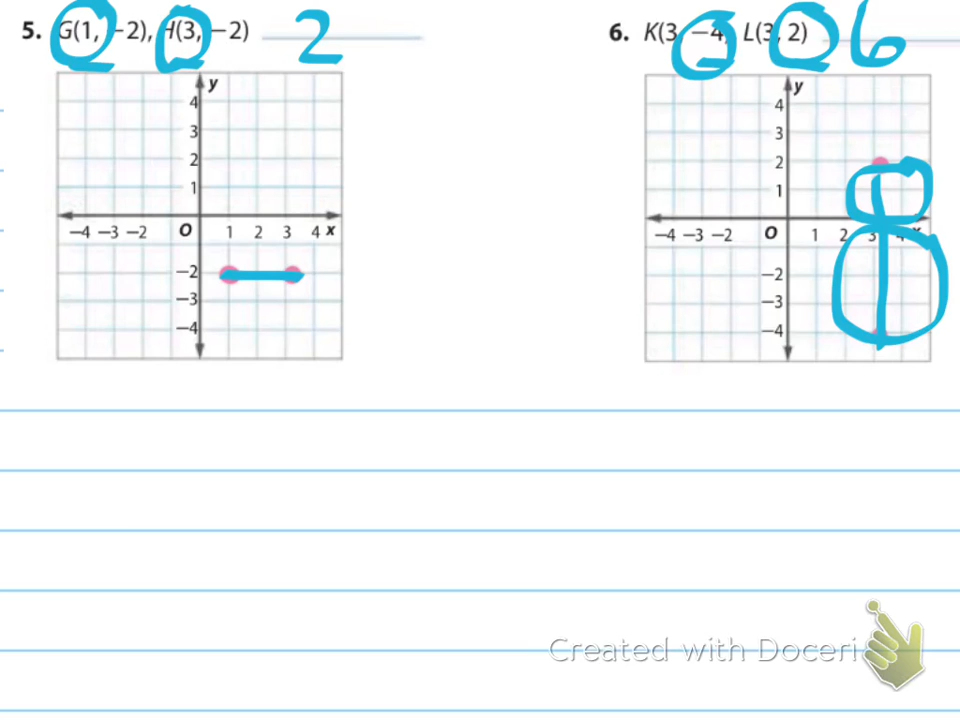 5. G(1, −2), H(3, −2) 2
6. K(3, −4), L(3, 2) 6
y
4
3
2
1
−4 −3 −2 O 1 2 3 4 x
−2
−3
−4
y
4
3
2
1
−4 −3 −2 O 1 2 3 4 x
−2
−3
−4
Created with Doceri